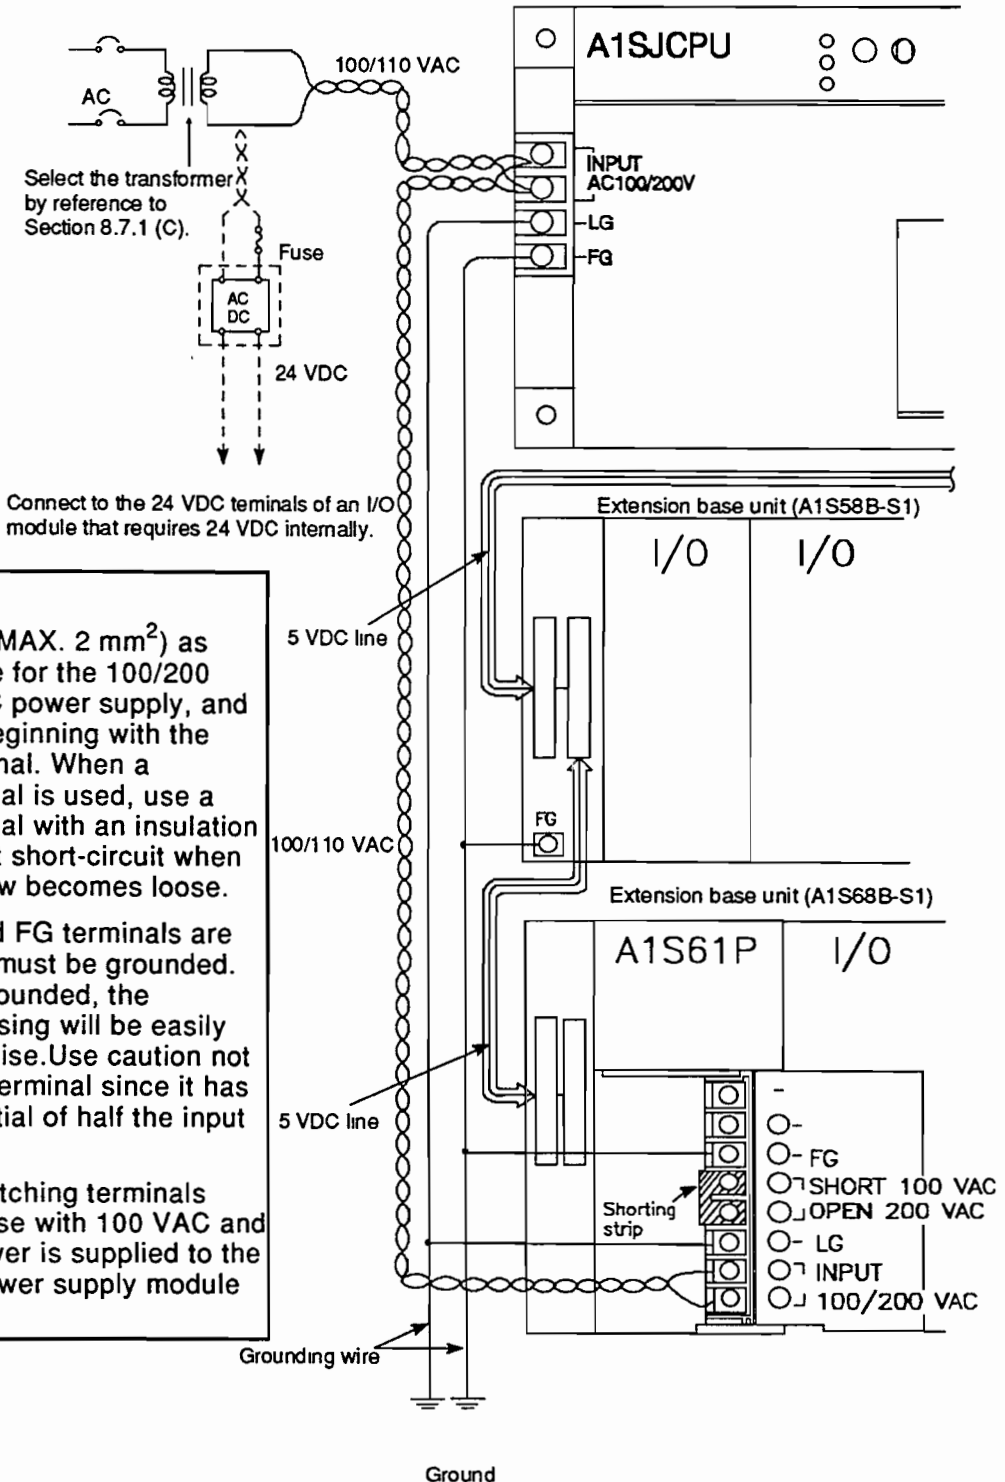 A1SJCPU
100/110 VAC
AC
INPUT
AC100/200V
LG
FG
Select the transformer
by reference to
Section 8.7.1 (C).
Fuse
AC
DC
24 VDC
Connect to the 24 VDC teminals of an I/O
module that requires 24 VDC internally.
Extension base unit (A1S58B-S1)
I/O
I/O
5 VDC line
FG
100/110 VAC
MAX. 2 mm²) as
e for the 100/200
power supply, and
eginning with the
nal. When a
al is used, use a
al with an insulation
t short-circuit when
w becomes loose.
d FG terminals are
must be grounded.
ounded, the
sing will be easily
ise.Use caution not
erminal since it has
tial of half the input
tching terminals
se with 100 VAC and
ver is supplied to the
ower supply module
Extension base unit (A1S68B-S1)
A1S61P
I/O
5 VDC line
FG
SHORT 100 VAC
OPEN 200 VAC
LG
INPUT
100/200 VAC
Shorting
strip
Grounding wire
Ground